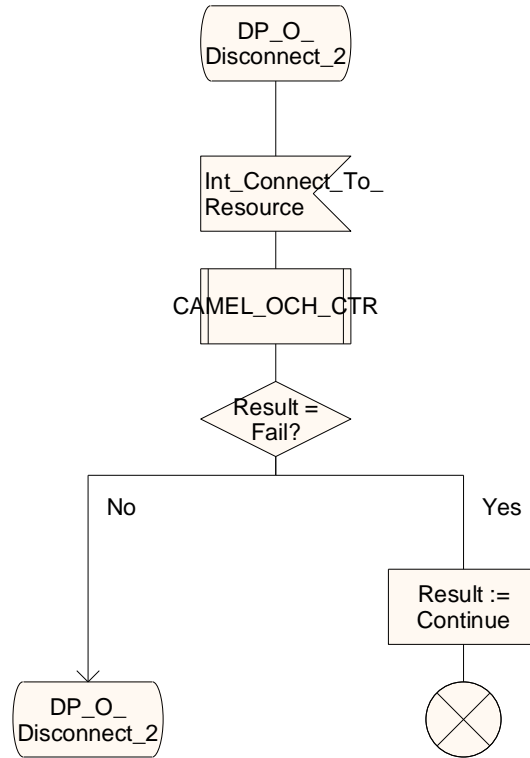 DP_O_
Disconnect_2
Int_Connect_To_
Resource
CAMEL_OCH_CTR
Result =
Fail?
No
Yes
Result :=
Continue
DP_O_
Disconnect_2